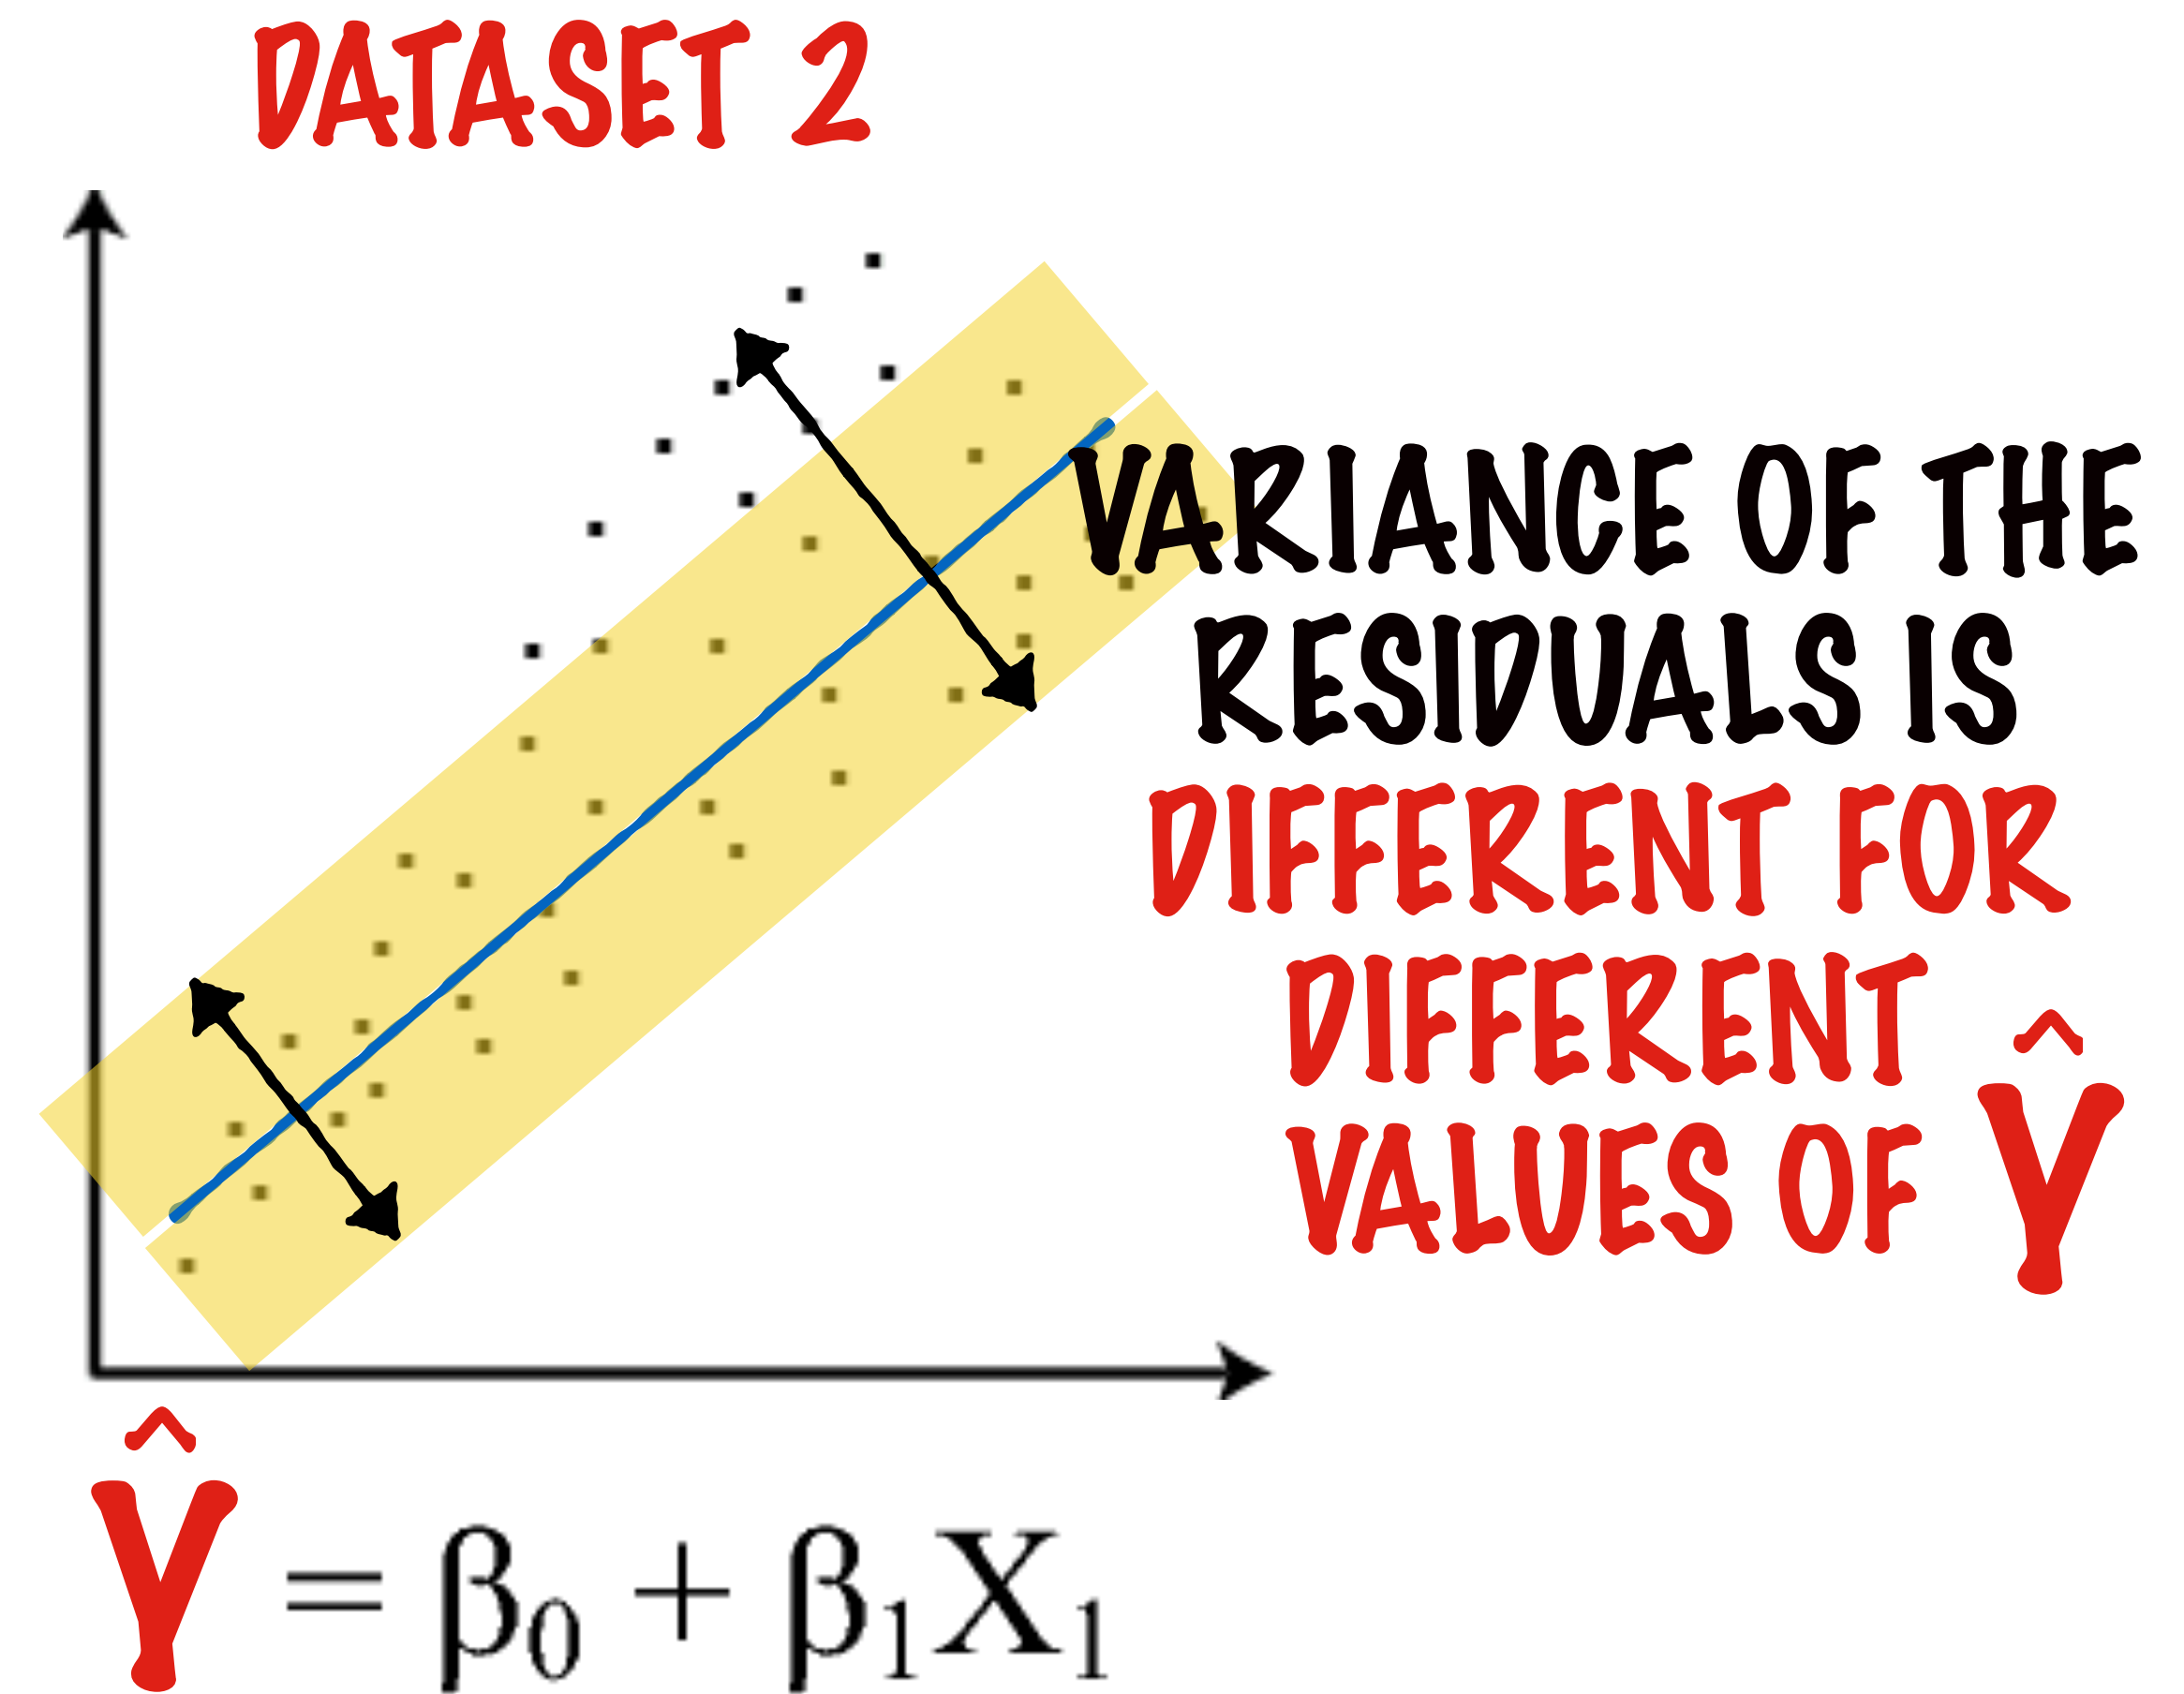 DATASET 2
VARIANCE OF THE
RESIDUALS IS
DIFFERENT FOR
DIFFERENT
VALUES OF Ŷ
Ŷ = β₀ + β₁X₁